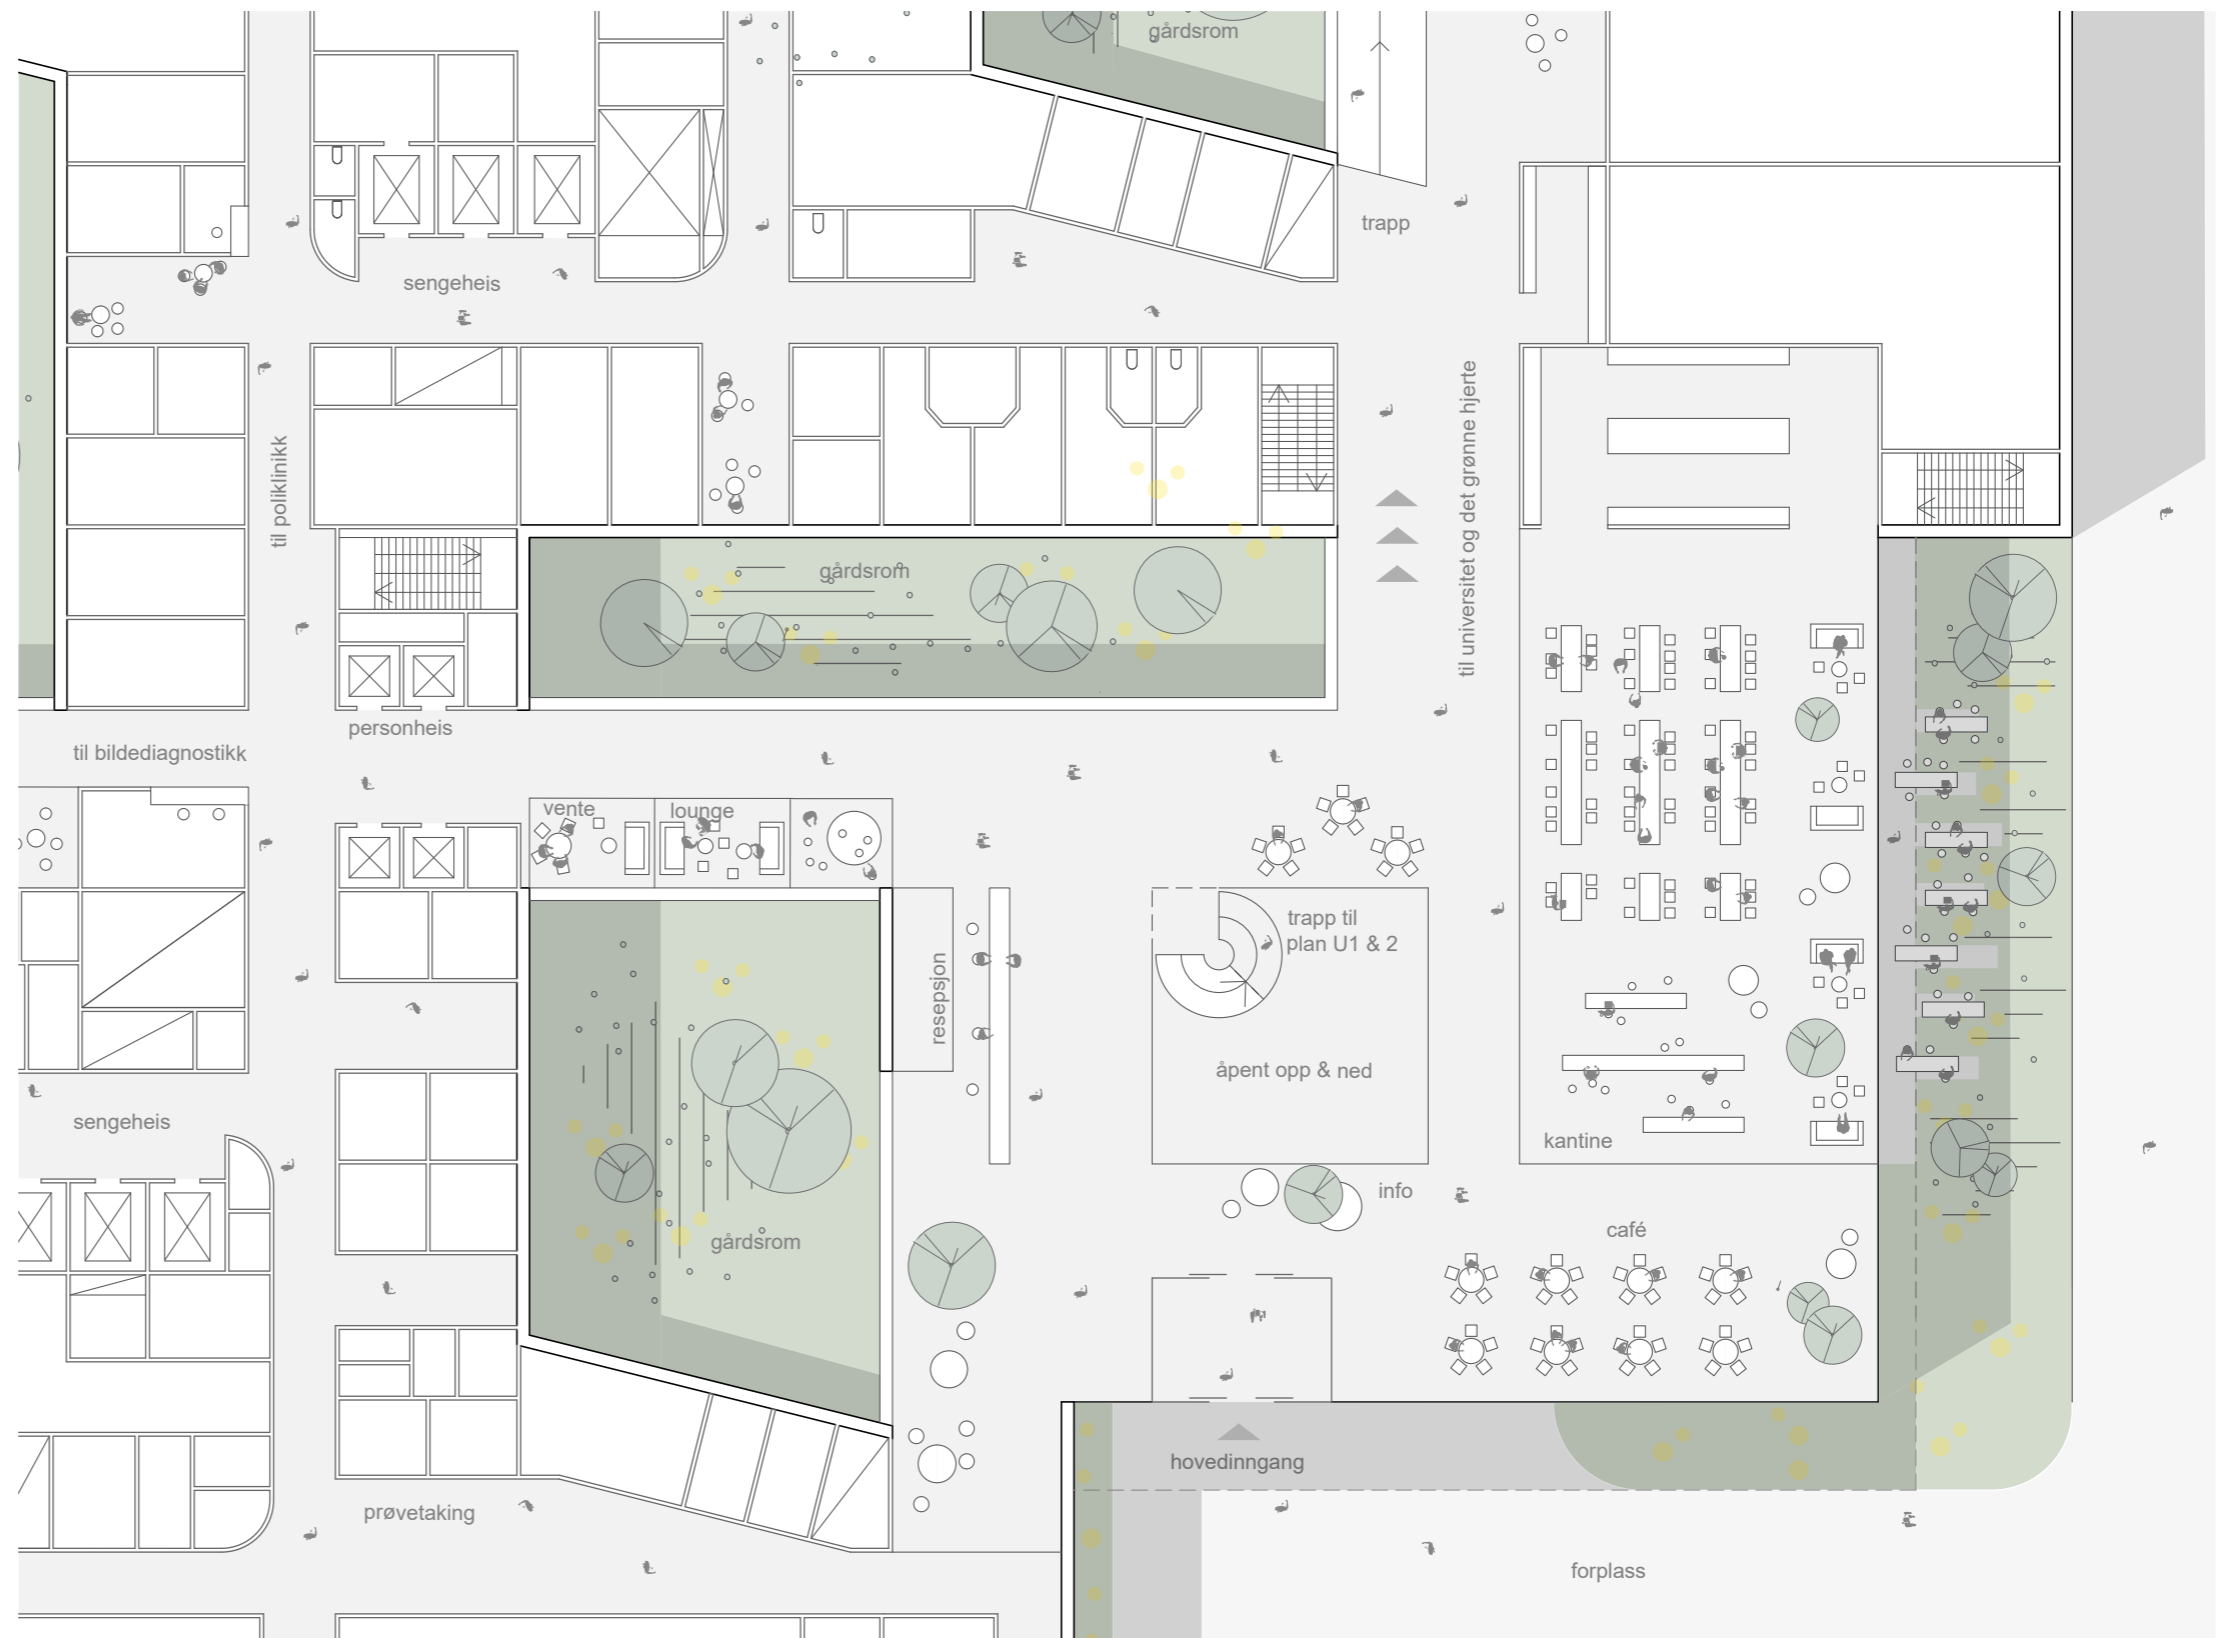 gårdsrom
trapp
sengeheis
til poliklinikk
til universitet og det grønne hjerte
gårdsrom
personheis
til bildediagnostikk
vente
lounge
resepsjon
trapp til
plan U1 & 2
åpent opp & ned
sengeheis
kantine
info
café
gårdsrom
hovedinngang
prøvetaking
forplass